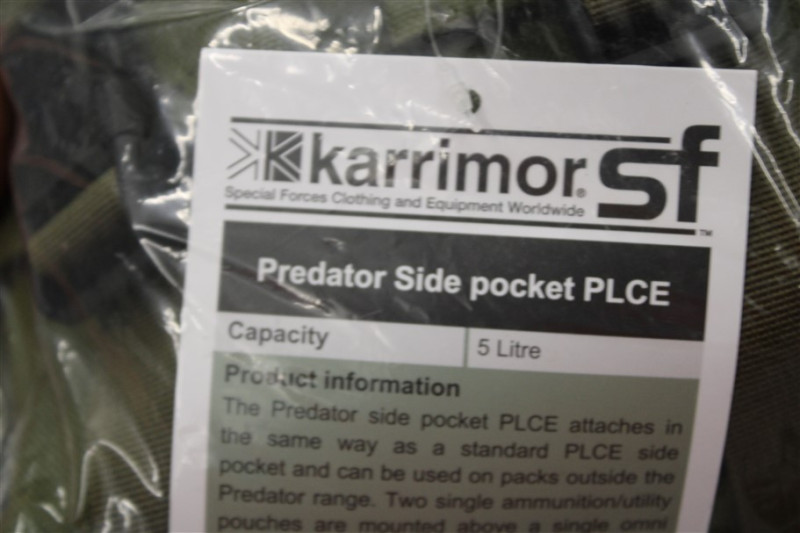 karrimor® sf™
Special Forces Clothing and Equipment Worldwide
Predator Side pocket PLCE
Capacity 5 Litre
Product information
The Predator side pocket PLCE attaches in
the same way as a standard PLCE side
pocket and can be used on packs outside the
Predator range. Two single ammunition/utility
pouches are mounted above a single omni